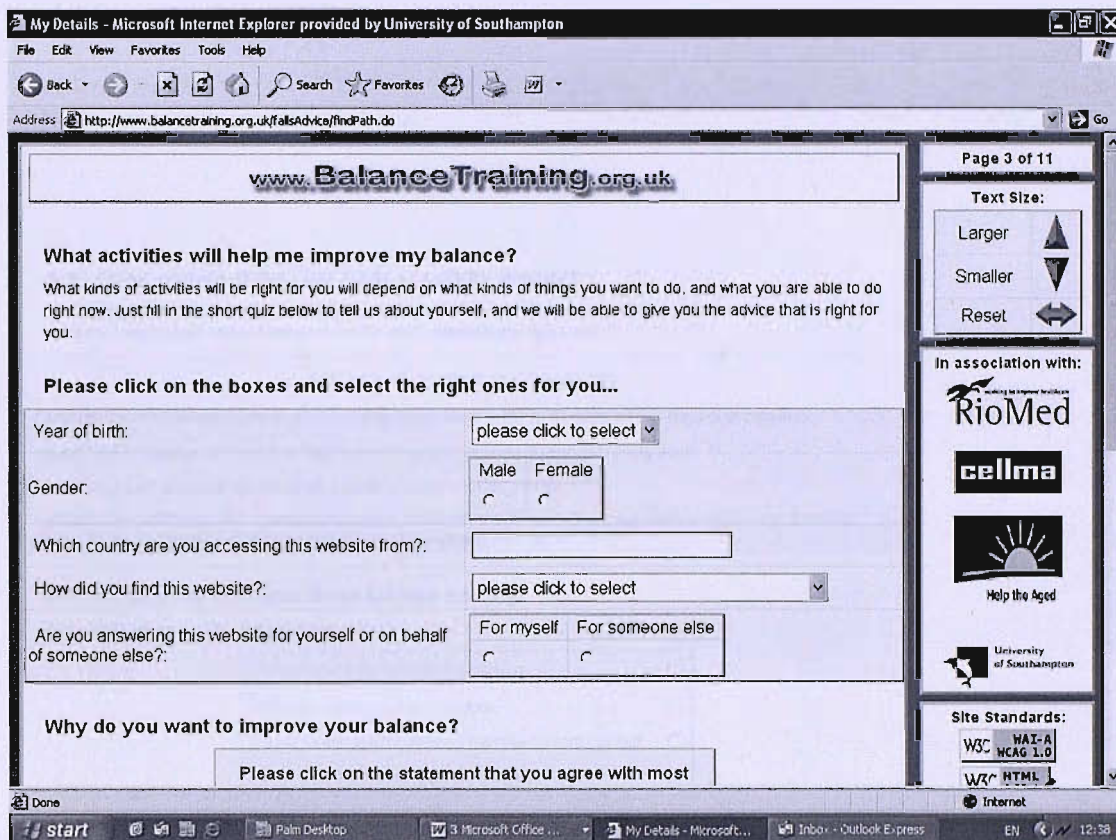 My Details - Microsoft Internet Explorer provided by University of Southampton
File Edit View Favorites Tools Help
Back Search Favorites
Address http://www.balancetraining.org.uk/fallsAdvice/findPath.do Go
www.BalanceTraining.org.uk
What activities will help me improve my balance?
What kinds of activities will be right for you will depend on what kinds of things you want to do, and what you are able to do
right now. Just fill in the short quiz below to tell us about yourself, and we will be able to give you the advice that is right for
you.
Please click on the boxes and select the right ones for you...
Year of birth: please click to select
Gender: Male Female
Which country are you accessing this website from?:
How did you find this website?: please click to select
Are you answering this website for yourself or on behalf
of someone else?: For myself For someone else
Why do you want to improve your balance?
Please click on the statement that you agree with most
Page 3 of 11
Text Size:
Larger
Smaller
Reset
In association with:
RioMed
cellma
Help the Aged
University
of Southampton
Site Standards:
W3C WAI-A
WCAG 1.0
W3C HTML
Done Internet
start Palm Desktop 3 Microsoft Office ... My Details - Microsoft... Inbox - Outlook Express EN 12:38